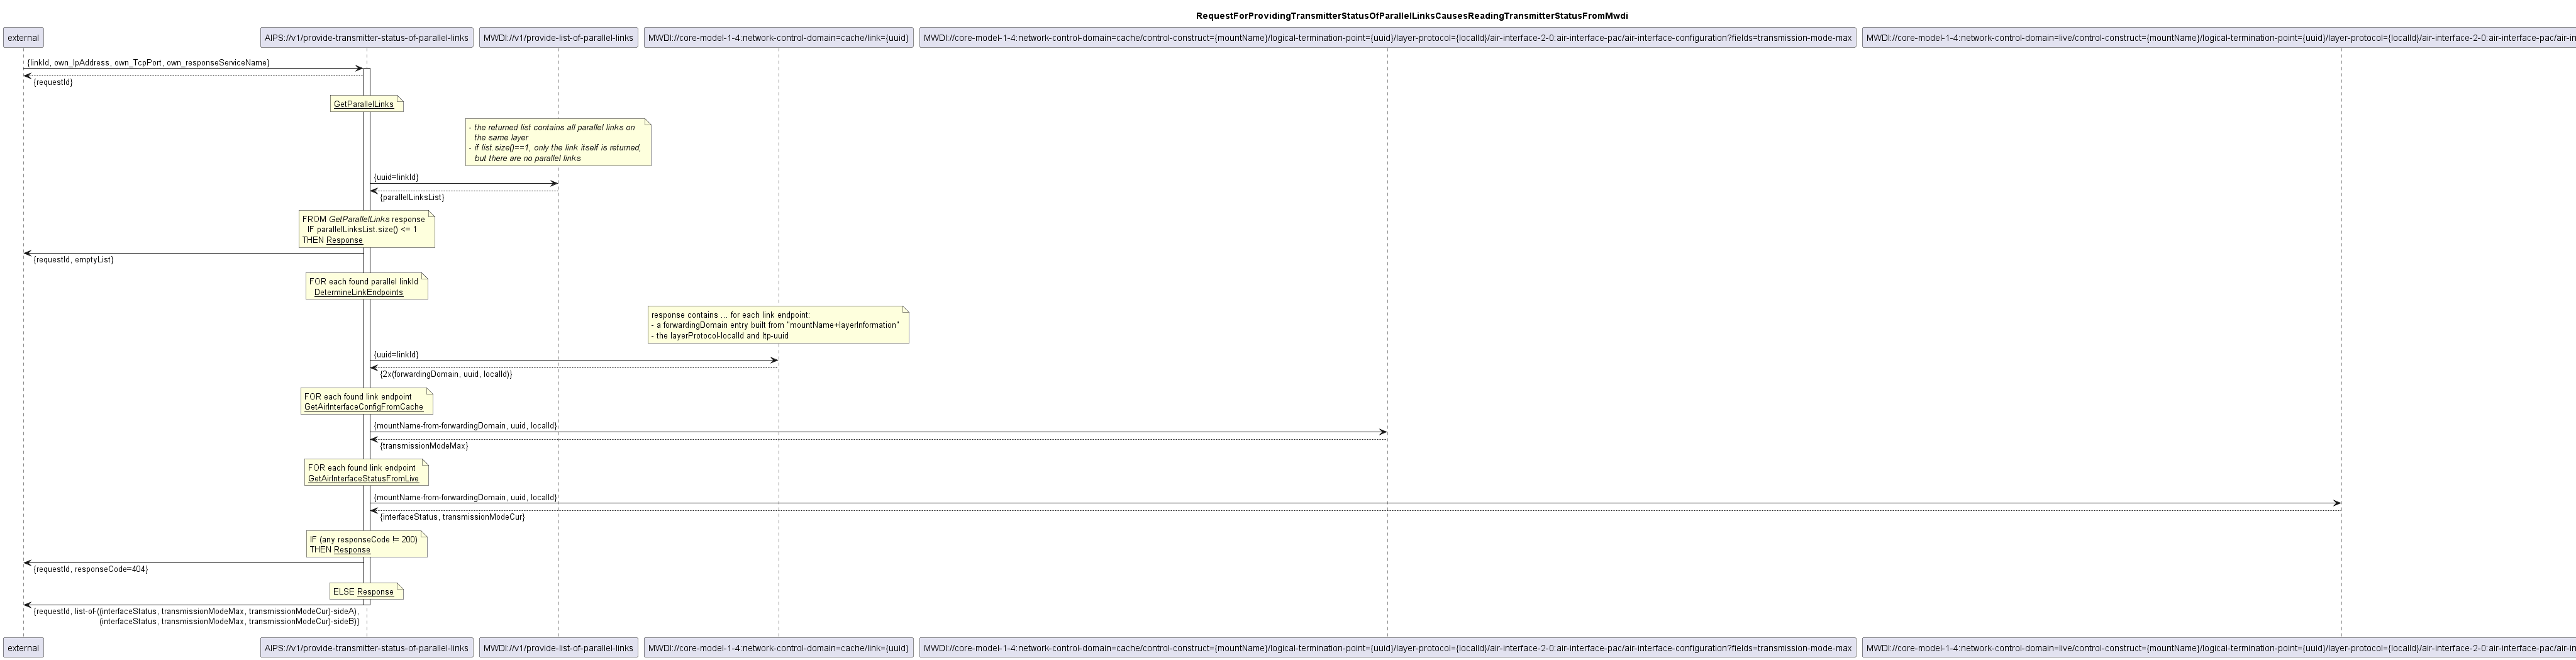 RequestForProvidingTransmitterStatusOfParallelLinksCausesReadingTransmitterStatusFromMwdi
external
AIPS://v1/provide-transmitter-status-of-parallel-links
MWDI://v1/provide-list-of-parallel-links
MWDI://core-model-1-4:network-control-domain=cache/link={uuid}
MWDI://core-model-1-4:network-control-domain=cache/control-construct={mountName}/logical-termination-point={uuid}/layer-protocol={localId}/air-interface-2-0:air-interface-pac/air-interface-configuration?fields=transmission-mode-max
MWDI://core-model-1-4:network-control-domain=live/control-construct={mountName}/logical-termination-point={uuid}/layer-protocol={localId}/air-interface-2-0:air-interface-pac/air-in
{linkId, own_IpAddress, own_TcpPort, own_responseServiceName}
{requestId}
GetParallelLinks
- the returned list contains all parallel links on
the same layer
- if list.size()==1, only the link itself is returned,
but there are no parallel links
{uuid=linkId}
{parallelLinksList}
FROM GetParallelLinks response
IF parallelLinksList.size() <= 1
THEN Response
{requestId, emptyList}
FOR each found parallel linkId
DetermineLinkEndpoints
response contains ... for each link endpoint:
- a forwardingDomain entry built from "mountName+layerInformation"
- the layerProtocol-localId and ltp-uuid
{uuid=linkId}
{2x(forwardingDomain, uuid, localId)}
FOR each found link endpoint
GetAirInterfaceConfigFromCache
{mountName-from-forwardingDomain, uuid, localId}
{transmissionModeMax}
FOR each found link endpoint
GetAirInterfaceStatusFromLive
{mountName-from-forwardingDomain, uuid, localId}
{interfaceStatus, transmissionModeCur}
IF (any responseCode != 200)
THEN Response
{requestId, responseCode=404}
ELSE Response
{requestId, list-of-{(interfaceStatus, transmissionModeMax, transmissionModeCur)-sideA),
(interfaceStatus, transmissionModeMax, transmissionModeCur)-sideB)}
external
AIPS://v1/provide-transmitter-status-of-parallel-links
MWDI://v1/provide-list-of-parallel-links
MWDI://core-model-1-4:network-control-domain=cache/link={uuid}
MWDI://core-model-1-4:network-control-domain=cache/control-construct={mountName}/logical-termination-point={uuid}/layer-protocol={localId}/air-interface-2-0:air-interface-pac/air-interface-configuration?fields=transmission-mode-max
MWDI://core-model-1-4:network-control-domain=live/control-construct={mountName}/logical-termination-point={uuid}/layer-protocol={localId}/air-interface-2-0:air-interface-pac/air-in